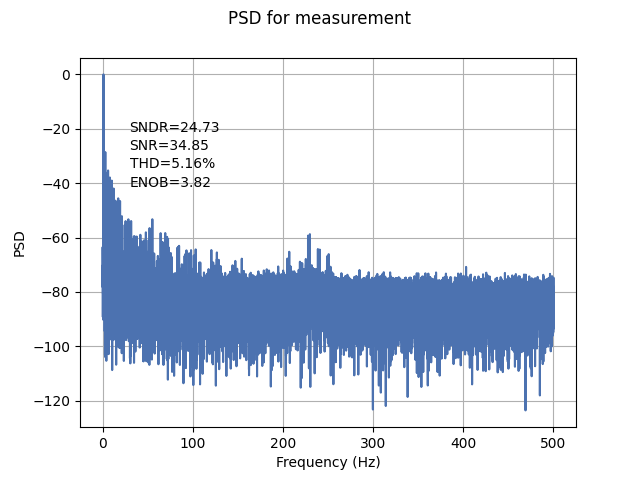 PSD for measurement
0
−20
−40
−60
−80
−100
−120
PSD
SNDR=24.73
SNR=34.85
THD=5.16%
ENOB=3.82
0 100 200 300 400 500
Frequency (Hz)